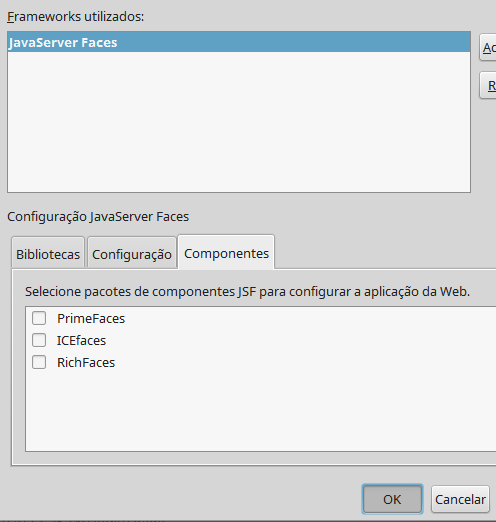 Frameworks utilizados:
JavaServer Faces
Ac
R
Configuração JavaServer Faces
Bibliotecas Configuração Componentes
Selecione pacotes de componentes JSF para configurar a aplicação da Web.
PrimeFaces
ICEfaces
RichFaces
OK Cancelar